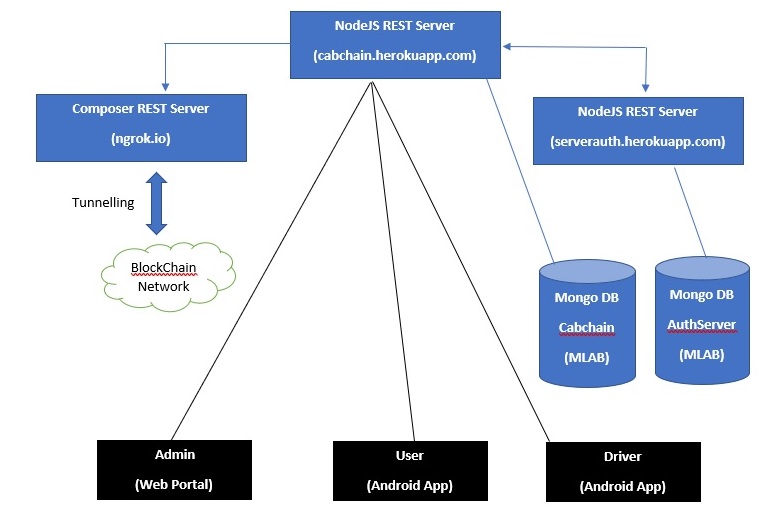 NodeJS REST Server
(cabchain.herokuapp.com)
Composer REST Server
(ngrok.io)
NodeJS REST Server
(serverauth.herokuapp.com)
Tunnelling
BlockChain
Network
Mongo DB
Cabchain
(MLAB)
Mongo DB
AuthServer
(MLAB)
Admin
(Web Portal)
User
(Android App)
Driver
(Android App)